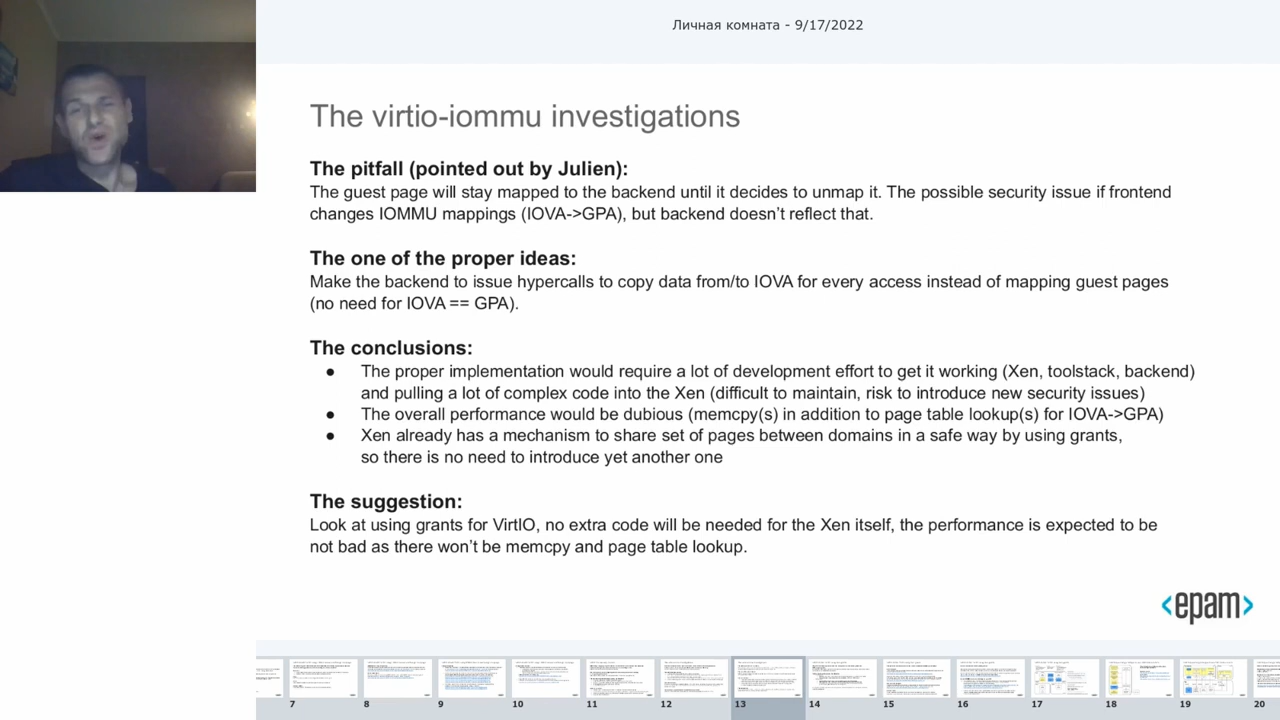 Личная комната - 9/17/2022
The virtio-iommu investigations
The pitfall (pointed out by Julien):
The guest page will stay mapped to the backend until it decides to unmap it. The possible security issue if frontend
changes IOMMU mappings (IOVA->GPA), but backend doesn’t reflect that.
The one of the proper ideas:
Make the backend to issue hypercalls to copy data from/to IOVA for every access instead of mapping guest pages
(no need for IOVA == GPA).
The conclusions:
● The proper implementation would require a lot of development effort to get it working (Xen, toolstack, backend)
and pulling a lot of complex code into the Xen (difficult to maintain, risk to introduce new security issues)
● The overall performance would be dubious (memcpy(s) in addition to page table lookup(s) for IOVA->GPA)
● Xen already has a mechanism to share set of pages between domains in a safe way by using grants,
so there is no need to introduce yet another one
The suggestion:
Look at using grants for VirtIO, no extra code will be needed for the Xen itself, the performance is expected to be
not bad as there won’t be memcpy and page table lookup.
<epam>
7 8 9 10 11 12 13 14 15 16 17 18 19 20